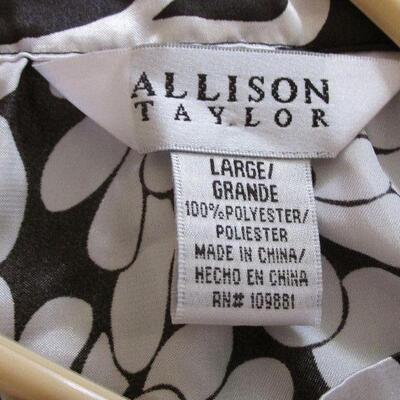 ALLISON
TAYLOR
LARGE/
GRANDE
100% POLYESTER/
POLIESTER
MADE IN CHINA/
HECHO EN CHINA
RN# 109881